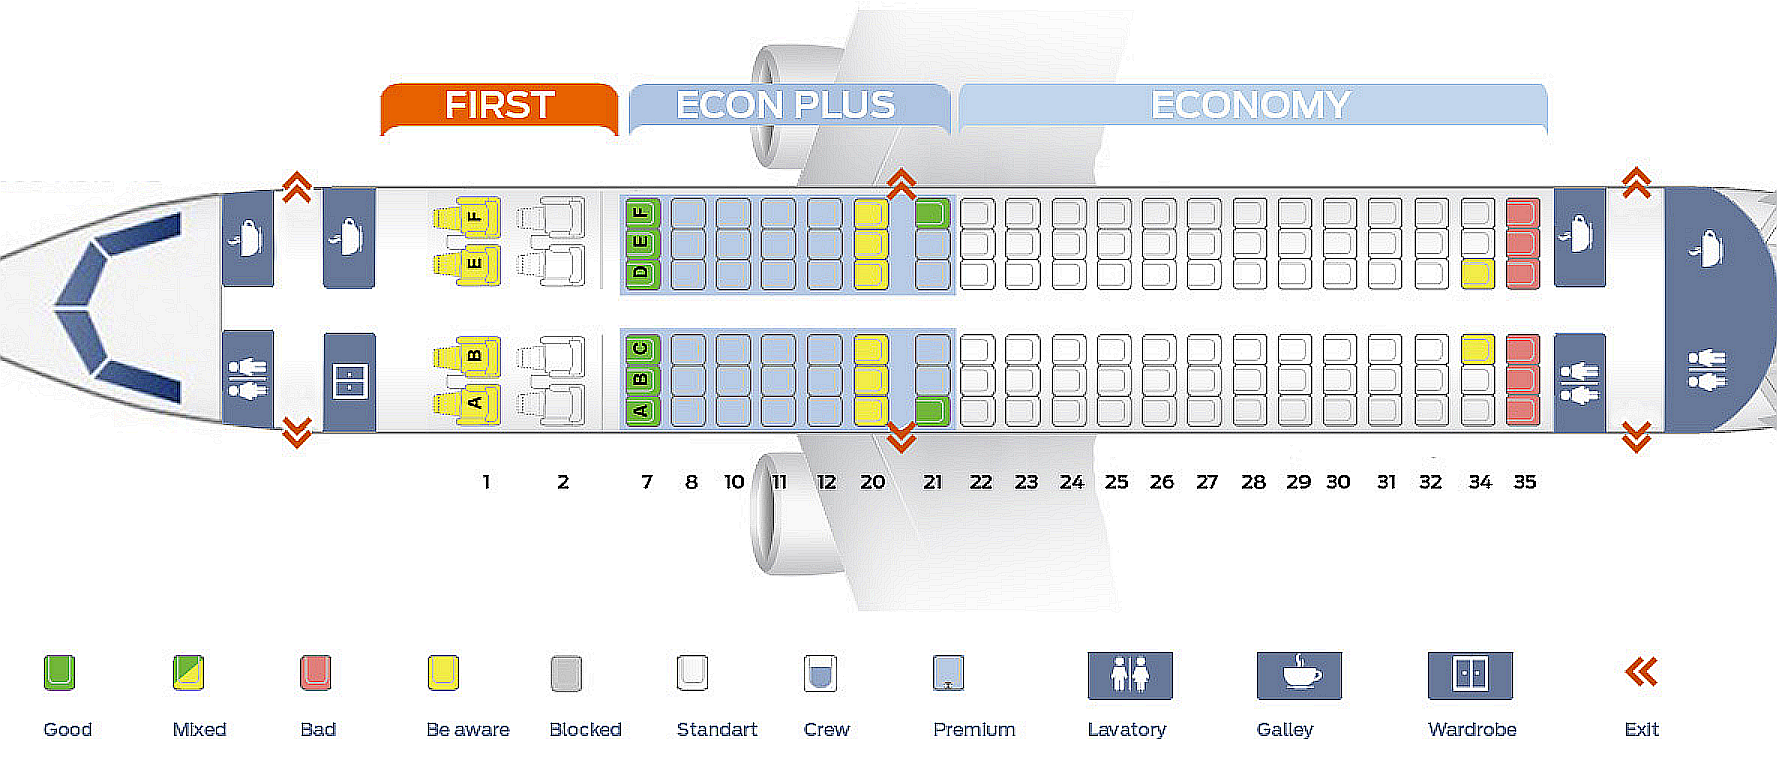 FIRST ECON PLUS ECONOMY
F F
E E
D
C
B B
A A
1 2 7 8 10 11 12 20 21 22 23 24 25 26 27 28 29 30 31 32 34 35
Good Mixed Bad Be aware Blocked Standart Crew Premium Lavatory Galley Wardrobe Exit